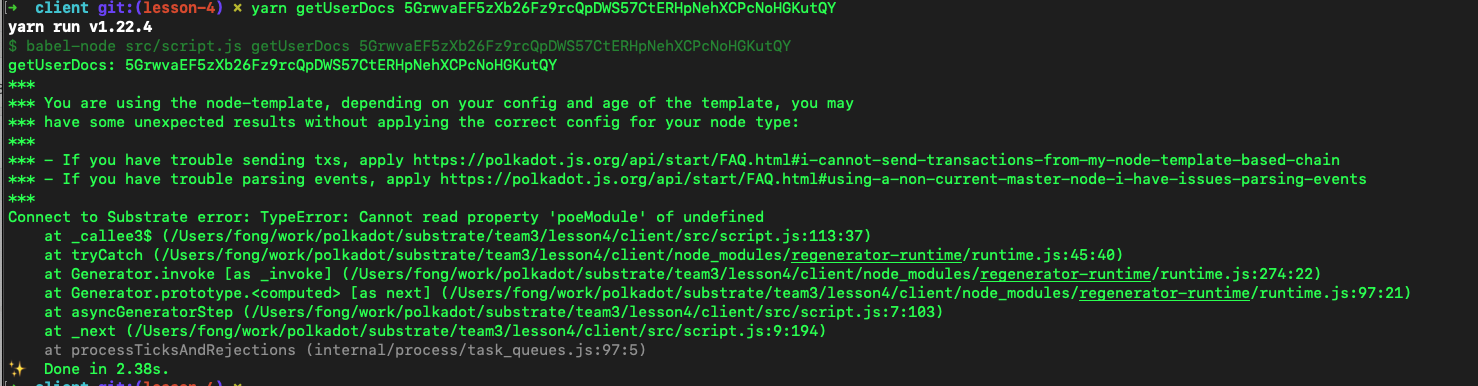 [➜  client git:(lesson-4) × yarn getUserDocs 5GrwvaEF5zXb26Fz9rcQpDWS57CtERHpNehXCPcNoHGKutQY
yarn run v1.22.4
$ babel-node src/script.js getUserDocs 5GrwvaEF5zXb26Fz9rcQpDWS57CtERHpNehXCPcNoHGKutQY
getUserDocs: 5GrwvaEF5zXb26Fz9rcQpDWS57CtERHpNehXCPcNoHGKutQY
***
*** You are using the node-template, depending on your config and age of the template, you may
*** have some unexpected results without applying the correct config for your node type:
***
*** - If you have trouble sending txs, apply https://polkadot.js.org/api/start/FAQ.html#i-cannot-send-transactions-from-my-node-template-based-chain
*** - If you have trouble parsing events, apply https://polkadot.js.org/api/start/FAQ.html#using-a-non-current-master-node-i-have-issues-parsing-events
***
Connect to Substrate error: TypeError: Cannot read property 'poeModule' of undefined
    at _callee3$ (/Users/fong/work/polkadot/substrate/team3/lesson4/client/src/script.js:113:37)
    at tryCatch (/Users/fong/work/polkadot/substrate/team3/lesson4/client/node_modules/regenerator-runtime/runtime.js:45:40)
    at Generator.invoke [as _invoke] (/Users/fong/work/polkadot/substrate/team3/lesson4/client/node_modules/regenerator-runtime/runtime.js:274:22)
    at Generator.prototype.<computed> [as next] (/Users/fong/work/polkadot/substrate/team3/lesson4/client/node_modules/regenerator-runtime/runtime.js:97:21)
    at asyncGeneratorStep (/Users/fong/work/polkadot/substrate/team3/lesson4/client/src/script.js:7:103)
    at _next (/Users/fong/work/polkadot/substrate/team3/lesson4/client/src/script.js:9:194)
    at processTicksAndRejections (internal/process/task_queues.js:97:5)
✨  Done in 2.38s.
[➜  client git:(lesson-4) ×